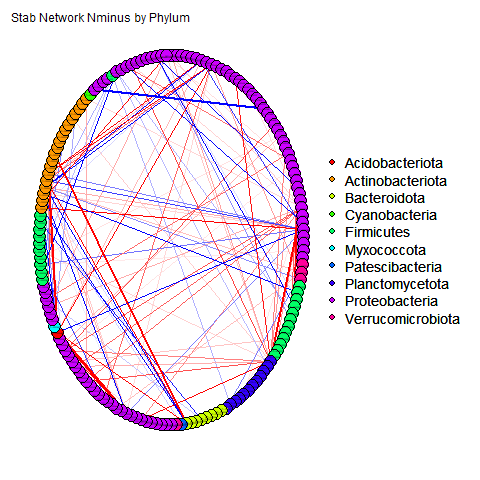 Stab Network Nminus by Phylum
Acidobacteriota
Actinobacteriota
Bacteroidota
Cyanobacteria
Firmicutes
Myxococcota
Patescibacteria
Planctomycetota
Proteobacteria
Verrucomicrobiota